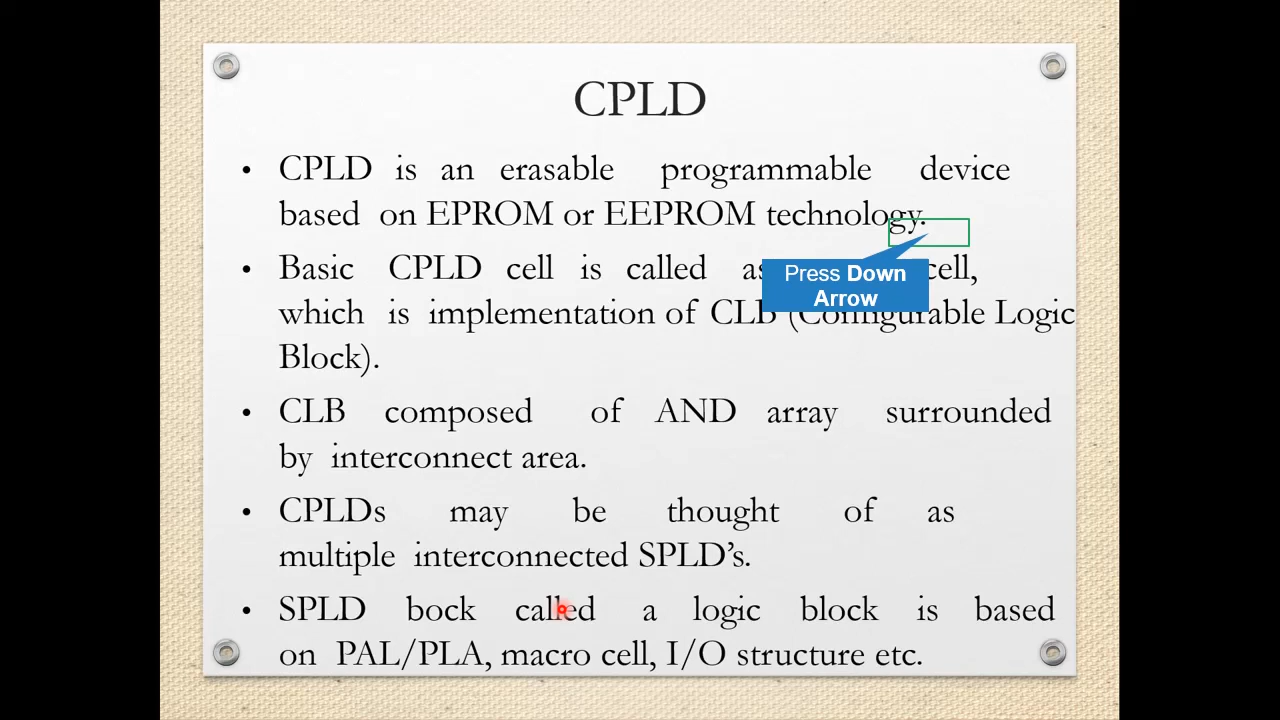 CPLD
• CPLD is an erasable programmable device
based on EPROM or EEPROM technology.
• Basic CPLD cell is called as cell,
which is implementation of CLB (Configurable Logic
Block).
Press Down
Arrow
• CLB composed of AND array surrounded
by interconnect area.
• CPLDs may be thought of as
multiple interconnected SPLD’s.
• SPLD bock called a logic block is based
on PAL/PLA, macro cell, I/O structure etc.